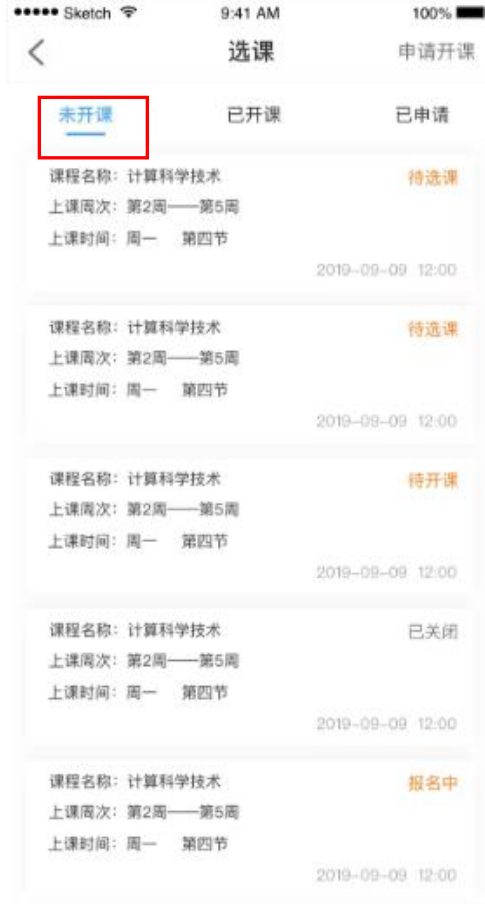 Sketch 9:41 AM 100%
选课 申请开课
未开课 已开课 已申请
课程名称：计算科学技术 待选课
上课周次：第2周——第5周
上课时间：周一 第四节
2019-09-09 12:00
课程名称：计算科学技术 待选课
上课周次：第2周——第5周
上课时间：周一 第四节
2019-09-09 12:00
课程名称：计算科学技术 待开课
上课周次：第2周——第5周
上课时间：周一 第四节
2019-09-09 12:00
课程名称：计算科学技术 已关闭
上课周次：第2周——第5周
上课时间：周一 第四节
2019-09-09 12:00
课程名称：计算科学技术 报名中
上课周次：第2周——第5周
上课时间：周一 第四节
2019-09-09 12:00